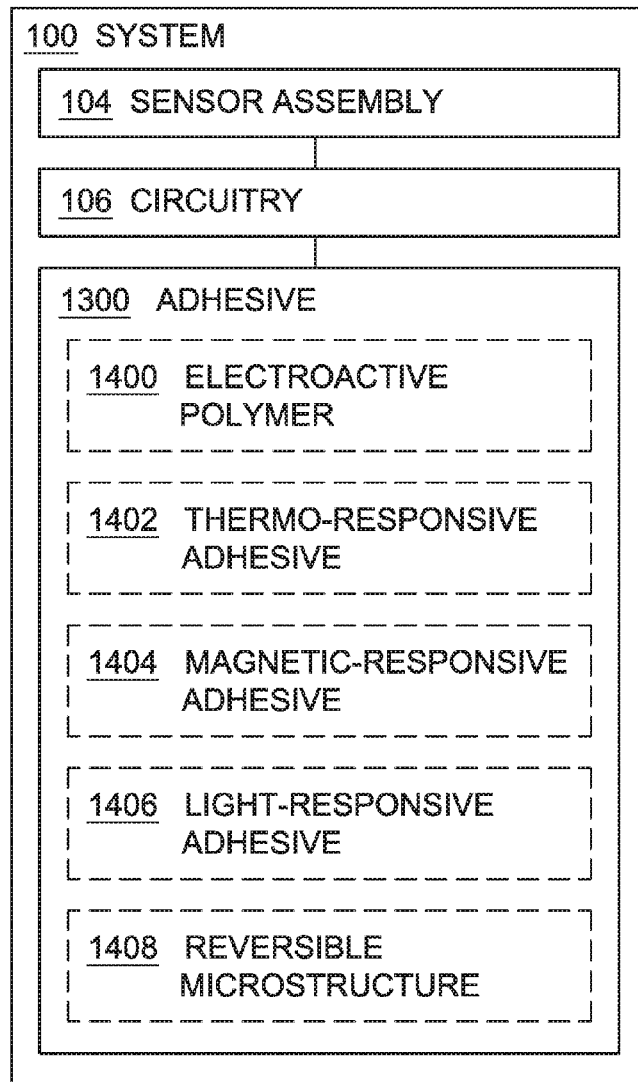 100 SYSTEM
104 SENSOR ASSEMBLY
106 CIRCUITRY
1300 ADHESIVE
1400 ELECTROACTIVE
POLYMER
1402 THERMO-RESPONSIVE
ADHESIVE
1404 MAGNETIC-RESPONSIVE
ADHESIVE
1406 LIGHT-RESPONSIVE
ADHESIVE
1408 REVERSIBLE
MICROSTRUCTURE